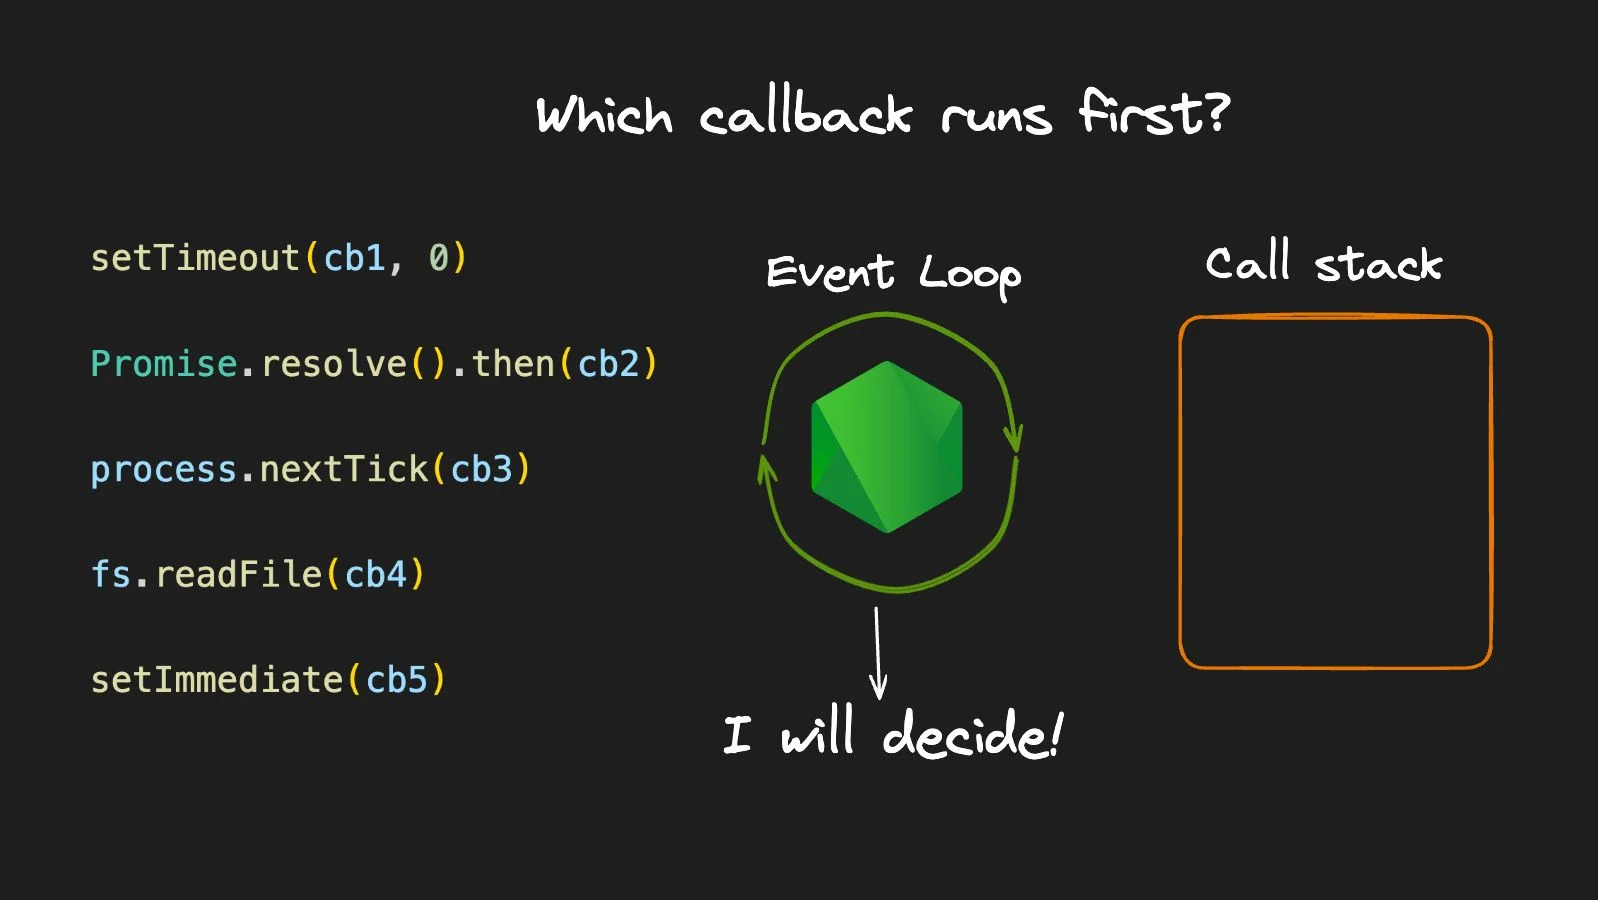 Which callback runs first?
setTimeout(cb1, 0)
Promise.resolve().then(cb2)
process.nextTick(cb3)
fs.readFile(cb4)
setImmediate(cb5)
Event Loop
I will decide!
Call stack